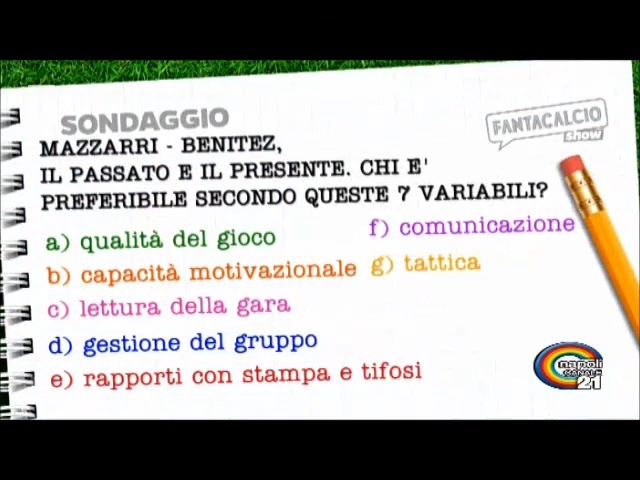 SONDAGGIO
FANTACALCIO
show
MAZZARRI - BENITEZ,
IL PASSATO E IL PRESENTE. CHI E'
PREFERIBILE SECONDO QUESTE 7 VARIABILI?
a) qualità del gioco
b) capacità motivazionale
c) lettura della gara
d) gestione del gruppo
e) rapporti con stampa e tifosi
f) comunicazione
g) tattica
napoli
CANALE
21